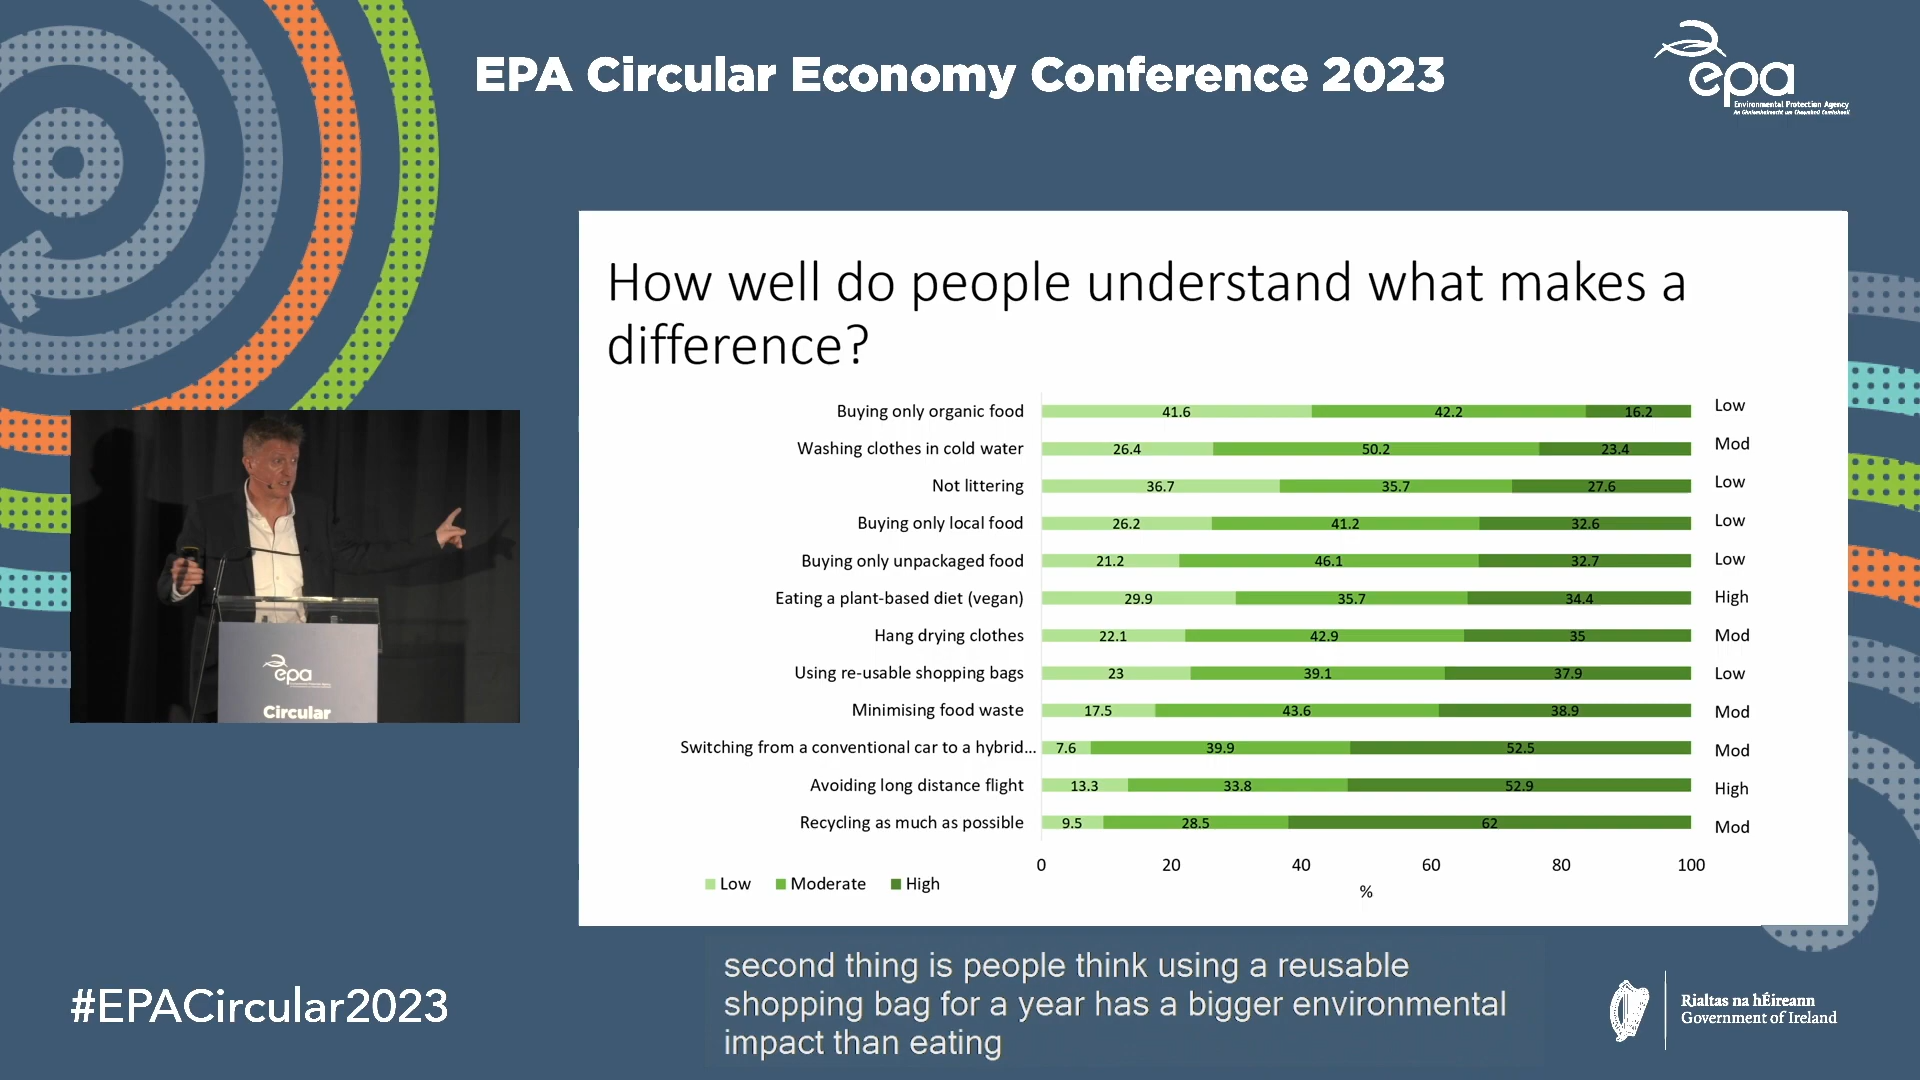 EPA Circular Economy Conference 2023
epa
Environmental Protection Agency
An Ghníomhaireacht um Chaomhnú Comhshaoil
How well do people understand what makes a
difference?
Buying only organic food 41.6 42.2 16.2 Low
Washing clothes in cold water 26.4 50.2 23.4 Mod
Not littering 36.7 35.7 27.6 Low
Buying only local food 26.2 41.2 32.6 Low
Buying only unpackaged food 21.2 46.1 32.7 Low
Eating a plant-based diet (vegan) 29.9 35.7 34.4 High
Hang drying clothes 22.1 42.9 35 Mod
Using re-usable shopping bags 23 39.1 37.9 Low
Minimising food waste 17.5 43.6 38.9 Mod
Switching from a conventional car to a hybrid... 7.6 39.9 52.5 Mod
Avoiding long distance flight 13.3 33.8 52.9 High
Recycling as much as possible 9.5 28.5 62 Mod
0 20 40 60 80 100
%
Low Moderate High
epa
Circular
second thing is people think using a reusable
shopping bag for a year has a bigger environmental
impact than eating
#EPACircular2023
Rialtas na hÉireann
Government of Ireland